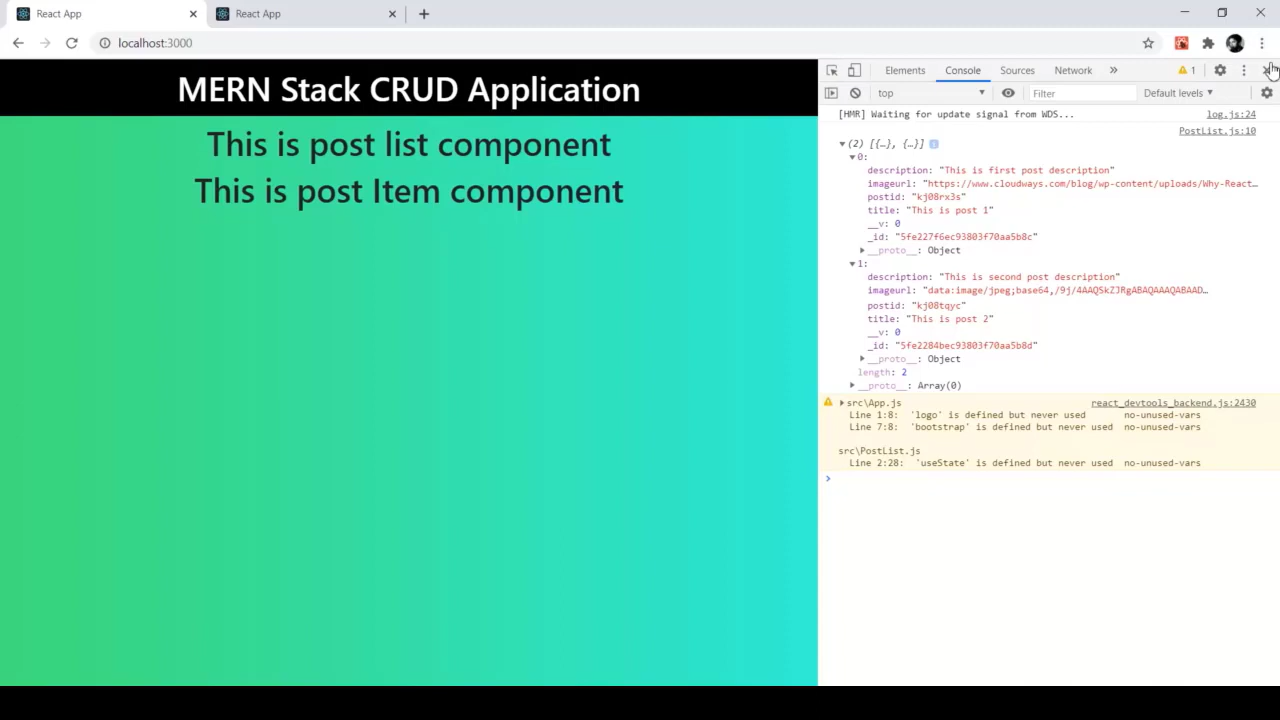 React App
React App
localhost:3000
MERN Stack CRUD Application
This is post list component
This is post Item component
Elements Console Sources Network » 1
top Filter Default levels
[HMR] Waiting for update signal from WDS... log.js:24
PostList.js:10
(2) [{…}, {…}]
0:
description: "This is first post description"
imageurl: "https://www.cloudways.com/blog/wp-content/uploads/Why-React…
postid: "kj08rx3s"
title: "This is post 1"
__v: 0
_id: "5fe227f6ec93803f70aa5b8c"
__proto__: Object
1:
description: "This is second post description"
imageurl: "data:image/jpeg;base64,/9j/4AAQSkZJRgABAQAAAQABAAD…
postid: "kj08tqyc"
title: "This is post 2"
__v: 0
_id: "5fe2284bec93803f70aa5b8d"
__proto__: Object
length: 2
__proto__: Array(0)
src\App.js react_devtools_backend.js:2430
Line 1:8: 'logo' is defined but never used no-unused-vars
Line 7:8: 'bootstrap' is defined but never used no-unused-vars
src\PostList.js
Line 2:28: 'useState' is defined but never used no-unused-vars